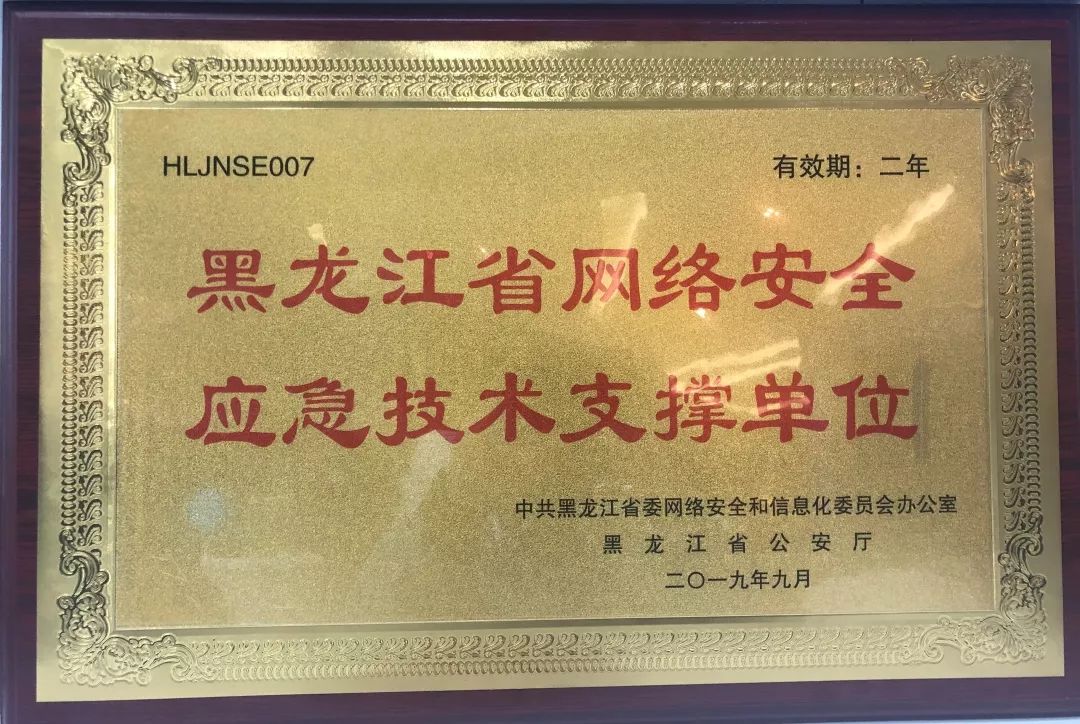 HLJNSE007 有效期：二年
黑龙江省网络安全
应急技术支撑单位
中共黑龙江省委网络安全和信息化委员会办公室
黑龙江省公安厅
二〇一九年九月